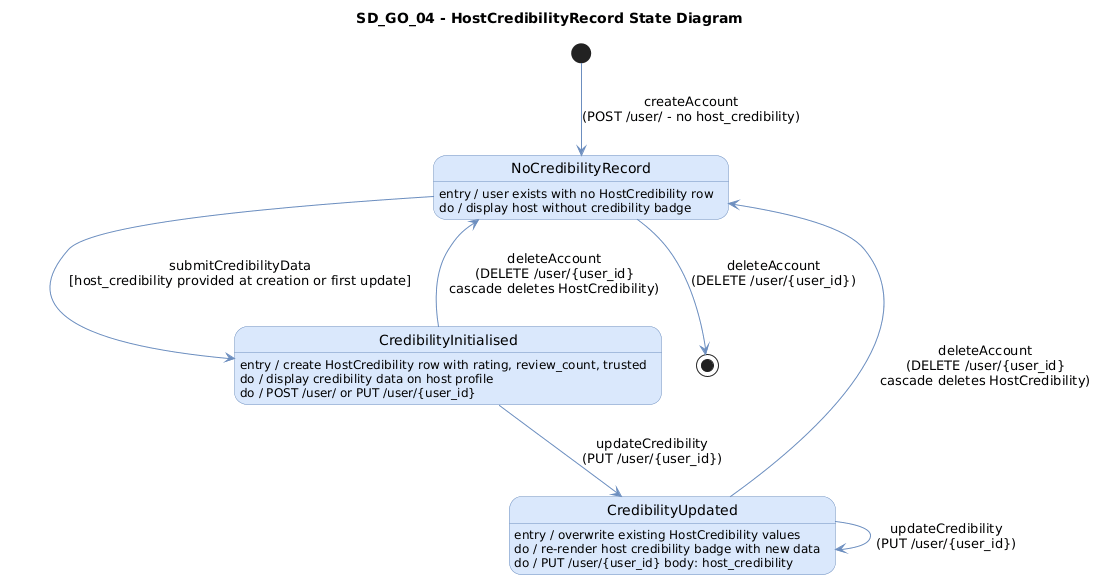 SD_GO_04 - HostCredibilityRecord State Diagram
createAccount
(POST /user/ - no host_credibility)
NoCredibilityRecord
entry / user exists with no HostCredibility row
do / display host without credibility badge
submitCredibilityData
[host_credibility provided at creation or first update]
deleteAccount
(DELETE /user/{user_id}
cascade deletes HostCredibility)
deleteAccount
(DELETE /user/{user_id})
CredibilityInitialised
entry / create HostCredibility row with rating, review_count, trusted
do / display credibility data on host profile
do / POST /user/ or PUT /user/{user_id}
deleteAccount
(DELETE /user/{user_id}
cascade deletes HostCredibility)
updateCredibility
(PUT /user/{user_id})
CredibilityUpdated
entry / overwrite existing HostCredibility values
do / re-render host credibility badge with new data
do / PUT /user/{user_id} body: host_credibility
updateCredibility
(PUT /user/{user_id})